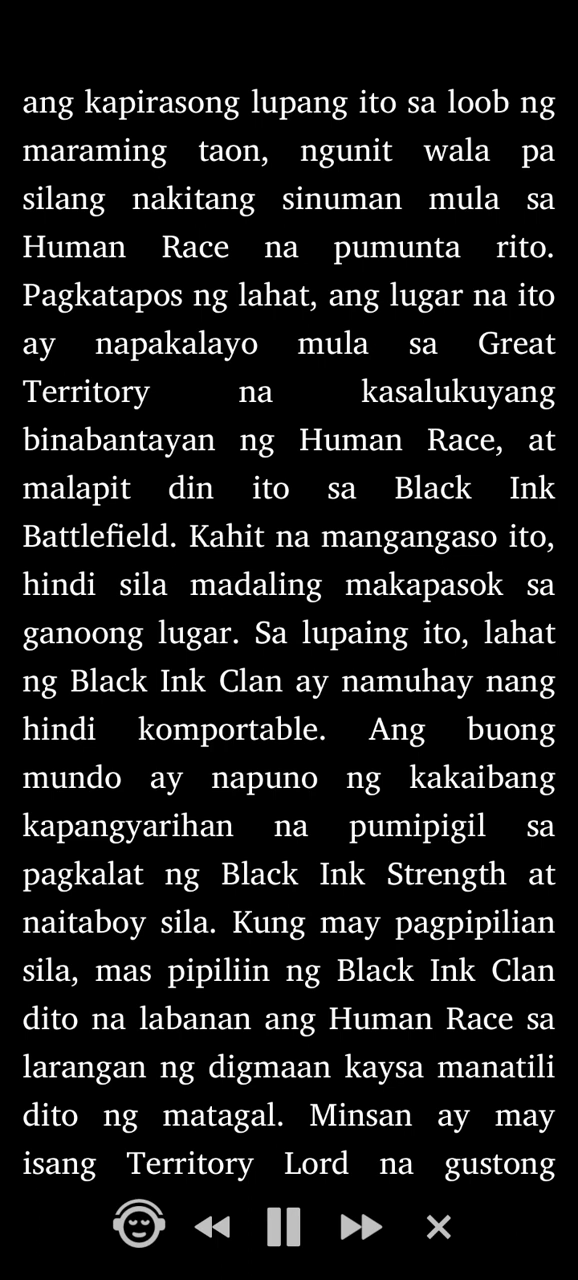 ang kapirasong lupang ito sa loob ng
maraming taon, ngunit wala pa
silang nakitang sinuman mula sa
Human Race na pumunta rito.
Pagkatapos ng lahat, ang lugar na ito
ay napakalayo mula sa Great
Territory na kasalukuyang
binabantayan ng Human Race, at
malapit din ito sa Black Ink
Battlefield. Kahit na mangangaso ito,
hindi sila madaling makapasok sa
ganoong lugar. Sa lupaing ito, lahat
ng Black Ink Clan ay namuhay nang
hindi komportable. Ang buong
mundo ay napuno ng kakaibang
kapangyarihan na pumipigil sa
pagkalat ng Black Ink Strength at
naitaboy sila. Kung may pagpipilian
sila, mas pipiliin ng Black Ink Clan
dito na labanan ang Human Race sa
larangan ng digmaan kaysa manatili
dito ng matagal. Minsan ay may
isang Territory Lord na gustong